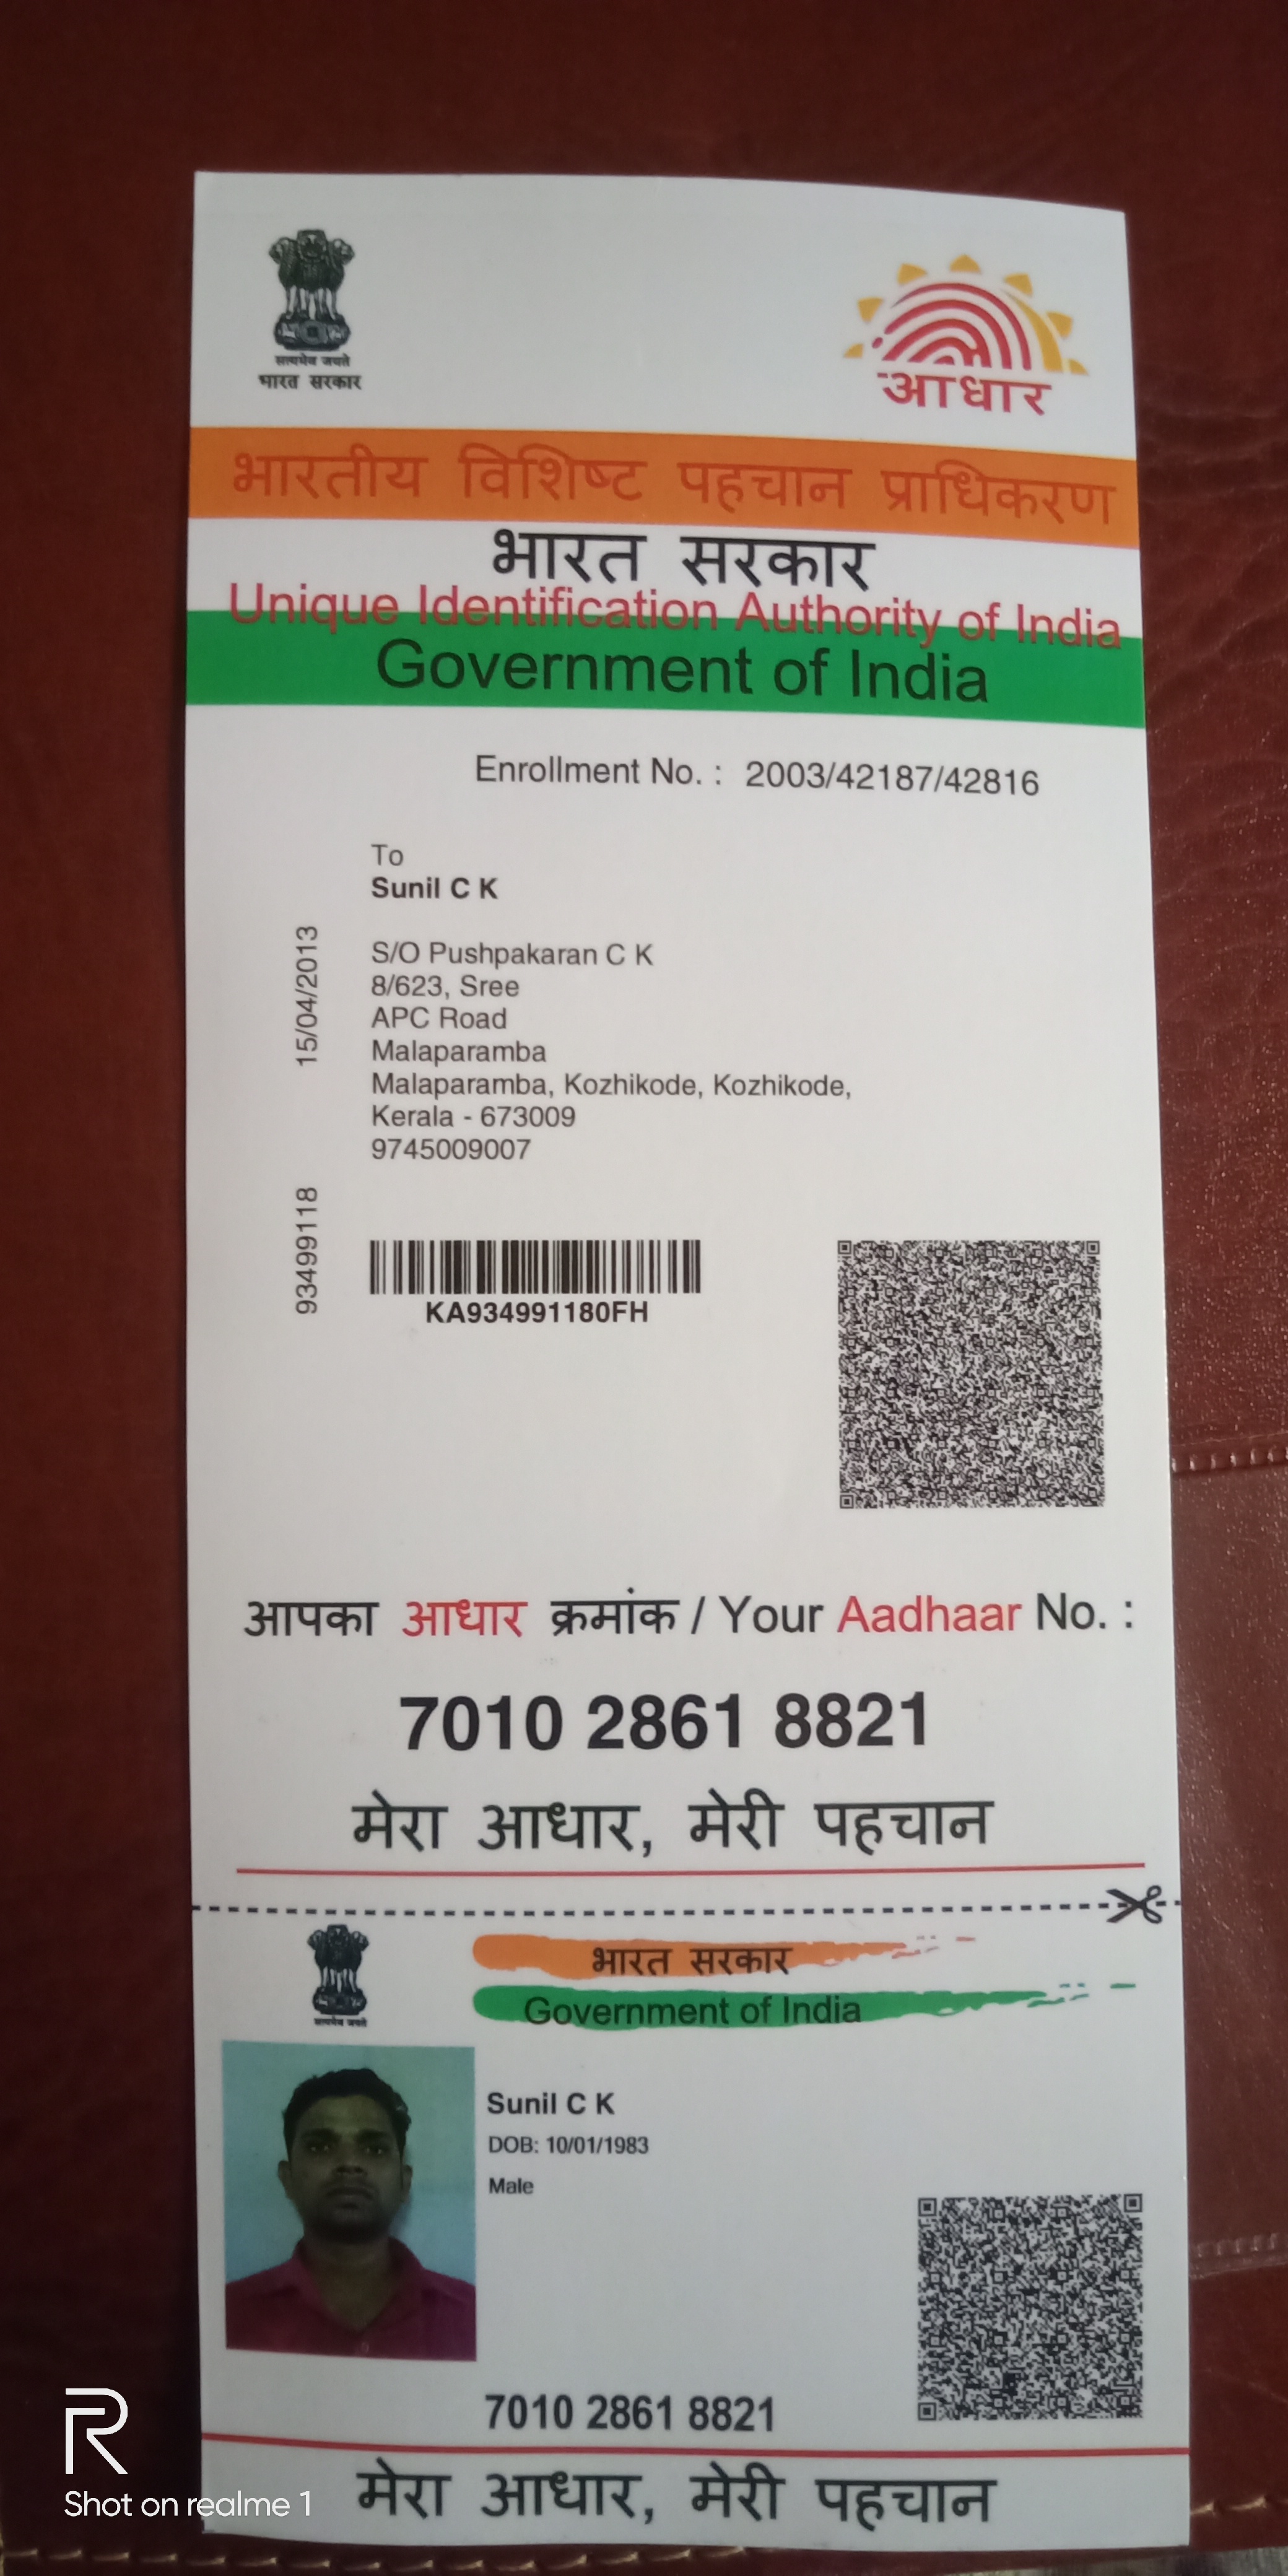 सत्यमेव जयते
भारत सरकार
आधार
भारतीय विशिष्ट पहचान प्राधिकरण
भारत सरकार
Unique Identification Authority of India
Government of India
Enrollment No. : 2003/42187/42816
To
Sunil C K
S/O Pushpakaran C K
8/623, Sree
APC Road
Malaparamba
Malaparamba, Kozhikode, Kozhikode,
Kerala - 673009
9745009007
15/04/2013
93499118
KA934991180FH
आपका आधार क्रमांक / Your Aadhaar No. :
7010 2861 8821
मेरा आधार, मेरी पहचान
सत्यमेव जयते
भारत सरकार
Government of India
Sunil C K
DOB: 10/01/1983
Male
7010 2861 8821
मेरा आधार, मेरी पहचान
R
Shot on realme 1